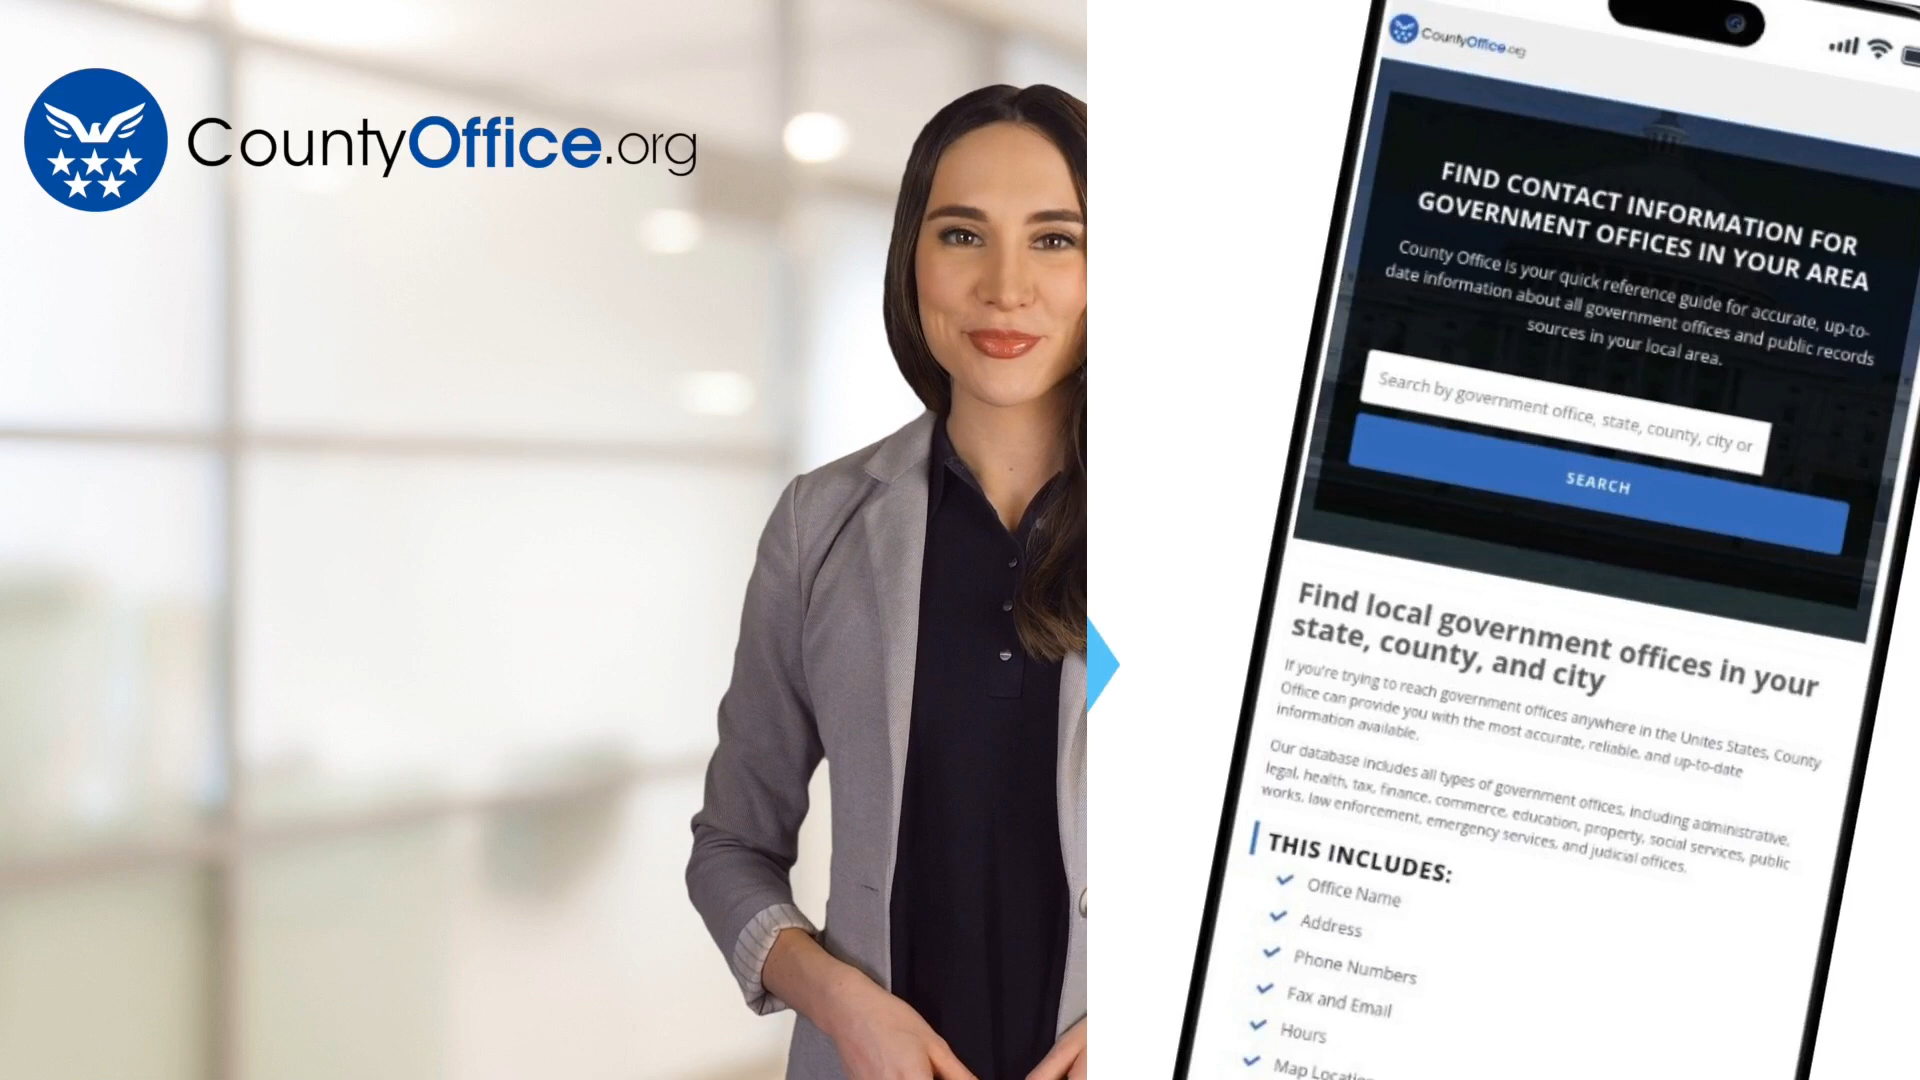 CountyOffice.org
CountyOffice.org
FIND CONTACT INFORMATION FOR
GOVERNMENT OFFICES IN YOUR AREA
County Office is your quick reference guide for accurate, up-to-
date information about all government offices and public records
sources in your local area.
Search by government office, state, county, city or
SEARCH
Find local government offices in your
state, county, and city
If you're trying to reach government offices anywhere in the Unites States, County
Office can provide you with the most accurate, reliable, and up-to-date
information available.
Our database includes all types of government offices, including administrative,
legal, health, tax, finance, commerce, education, property, social services, public
works, law enforcement, emergency services, and judicial offices.
THIS INCLUDES:
Office Name
Address
Phone Numbers
Fax and Email
Hours
Map Location